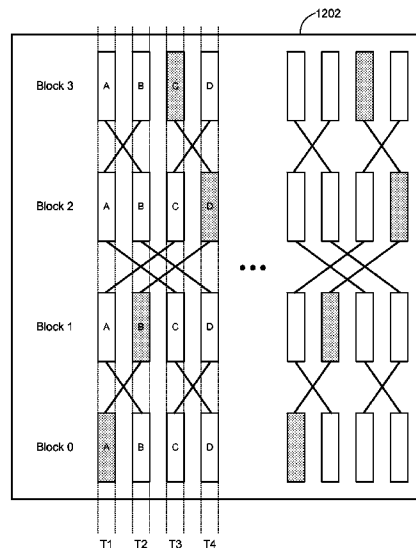 1202
Block 3 A B C D
Block 2 A B C D
Block 1 A B C D
Block 0 A B C D
T1 T2 T3 T4